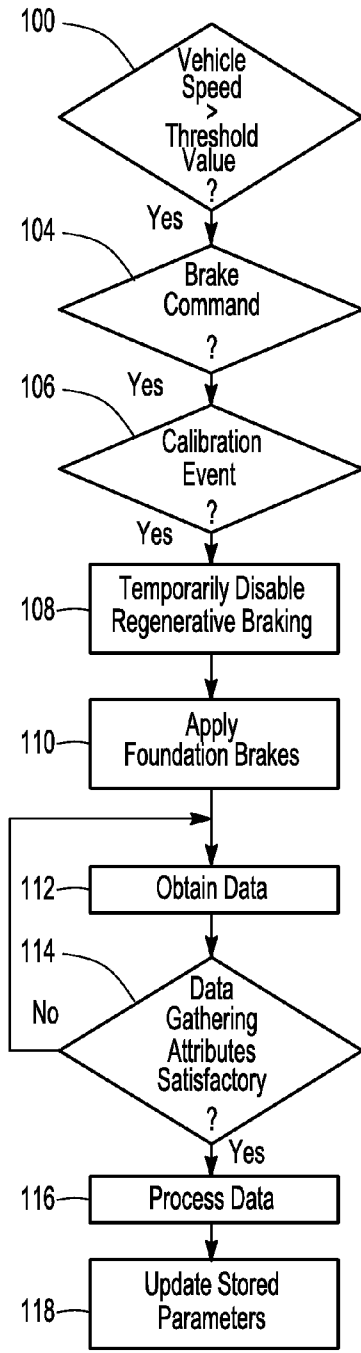 100
Vehicle
Speed
>
Threshold
Value
?
Yes
104
Brake
Command
?
Yes
106
Calibration
Event
?
Yes
108
Temporarily Disable
Regenerative Braking
110
Apply
Foundation Brakes
112
Obtain Data
114
Data
Gathering
Attributes
Satisfactory
?
No
Yes
116
Process Data
118
Update Stored
Parameters